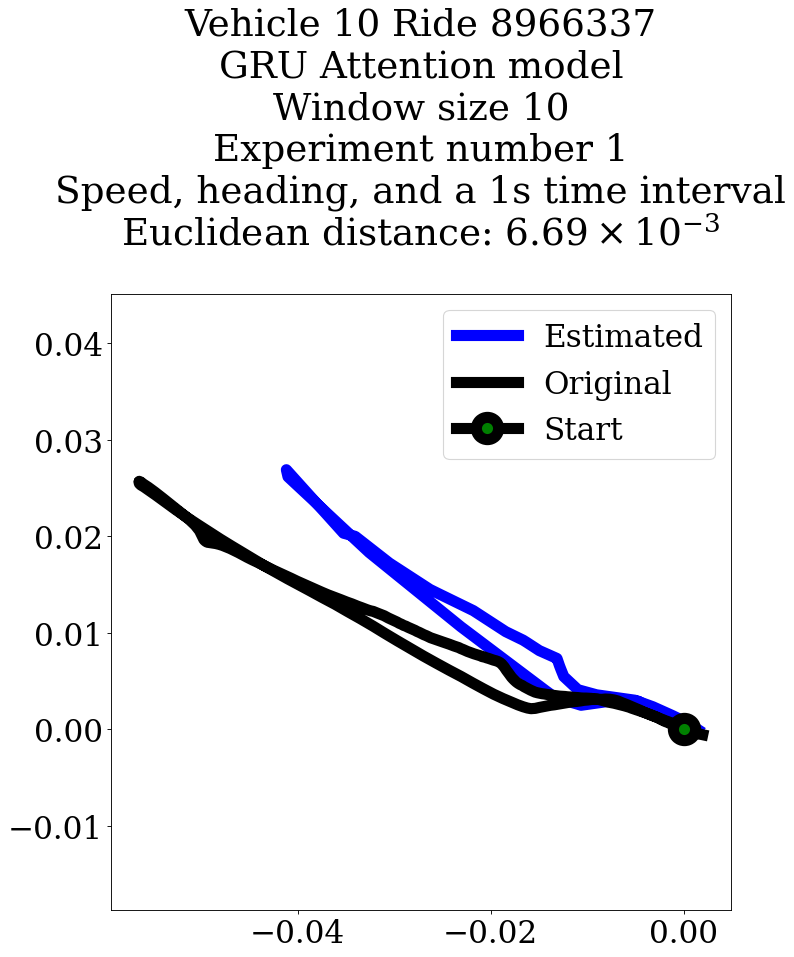 Vehicle 10 Ride 8966337
GRU Attention model
Window size 10
Experiment number 1
Speed, heading, and a 1s time interval
Euclidean distance: 6.69 × 10⁻³
Estimated
Original
Start
0.04
0.03
0.02
0.01
0.00
−0.01
−0.04
−0.02
0.00